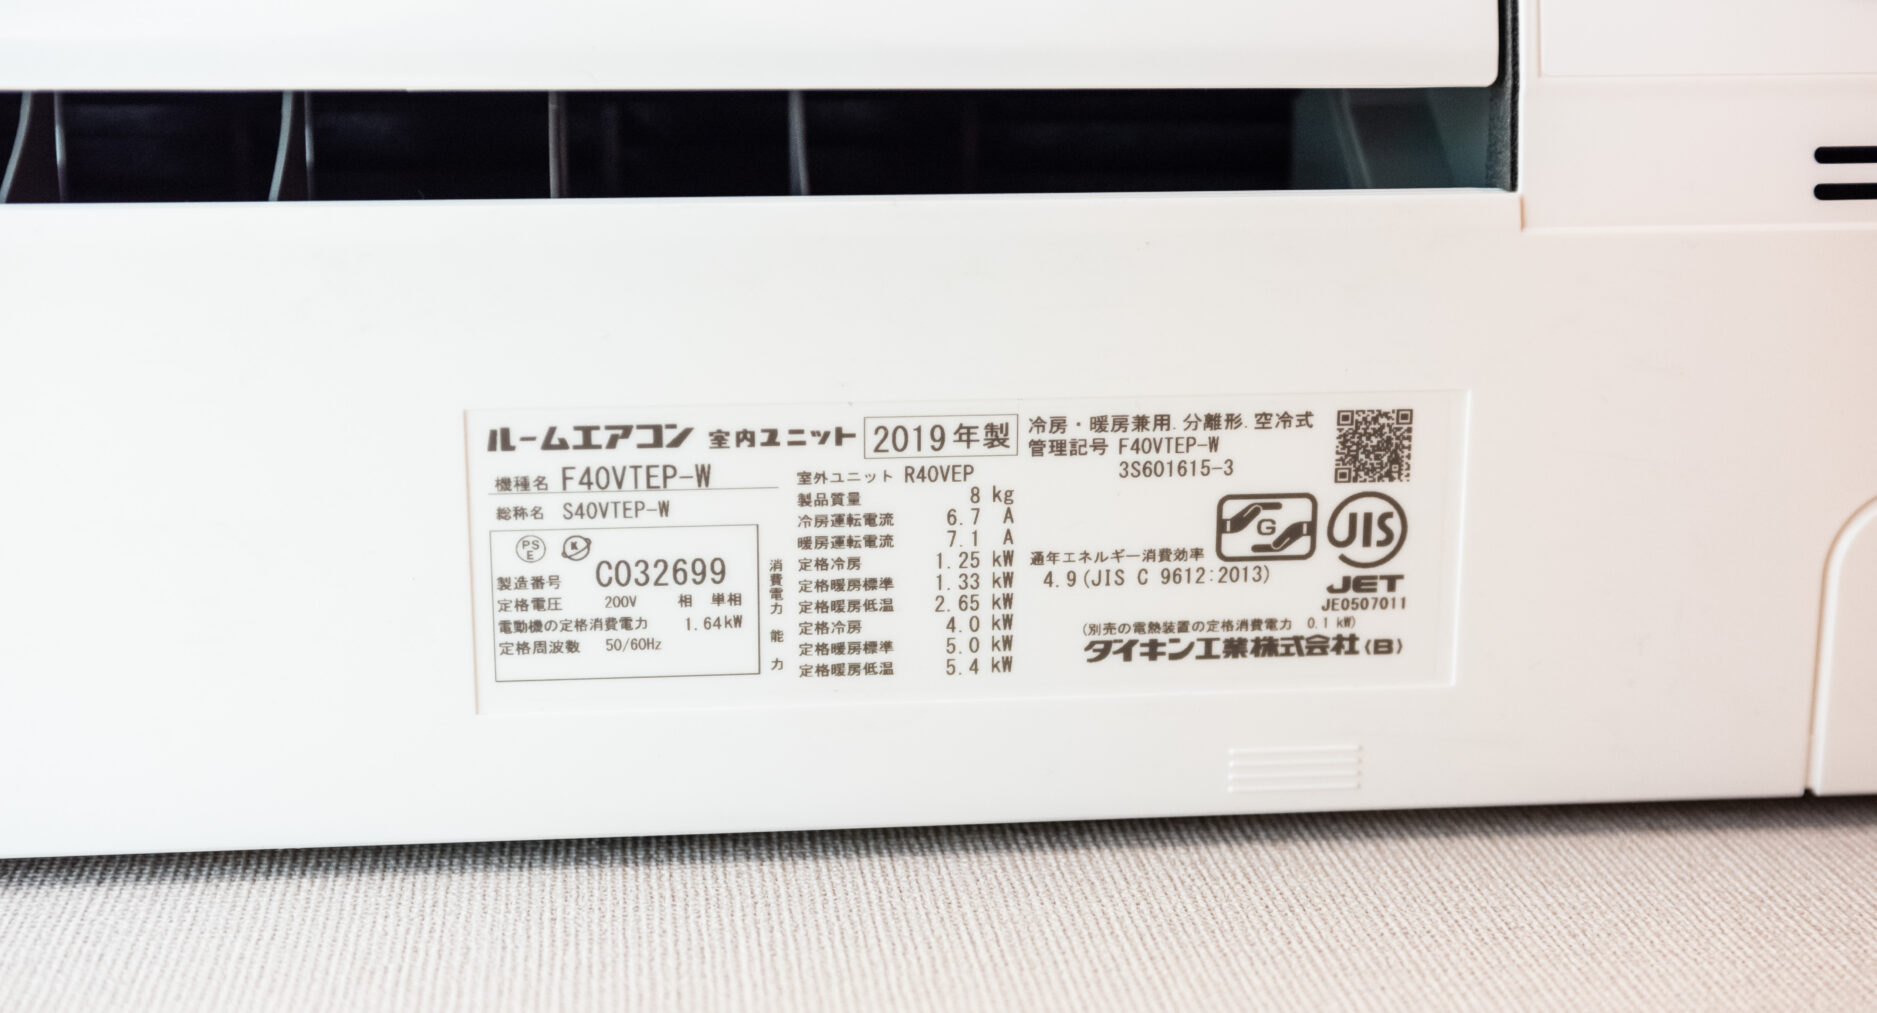 ルームエアコン 室内ユニット 2019年製
機種名 F40VTEP-W
総称名 S40VTEP-W
PS
E
K
製造番号 C032699
定格電圧 200V 相 単相
電動機の定格消費電力 1.64kW
定格周波数 50/60Hz
室外ユニット R40VEP
製品質量 8 kg
冷房運転電流 6.7 A
暖房運転電流 7.1 A
消費電力
定格冷房 1.25 kW
定格暖房標準 1.33 kW
定格暖房低温 2.65 kW
能力
定格冷房 4.0 kW
定格暖房標準 5.0 kW
定格暖房低温 5.4 kW
冷房・暖房兼用.分離形.空冷式
管理記号 F40VTEP-W
3S601615-3
G
JIS
通年エネルギー消費効率
4.9(JIS C 9612:2013)
JET
JE0507011
(別売の電熱装置の定格消費電力 0.1 kW)
ダイキン工業株式会社(B)